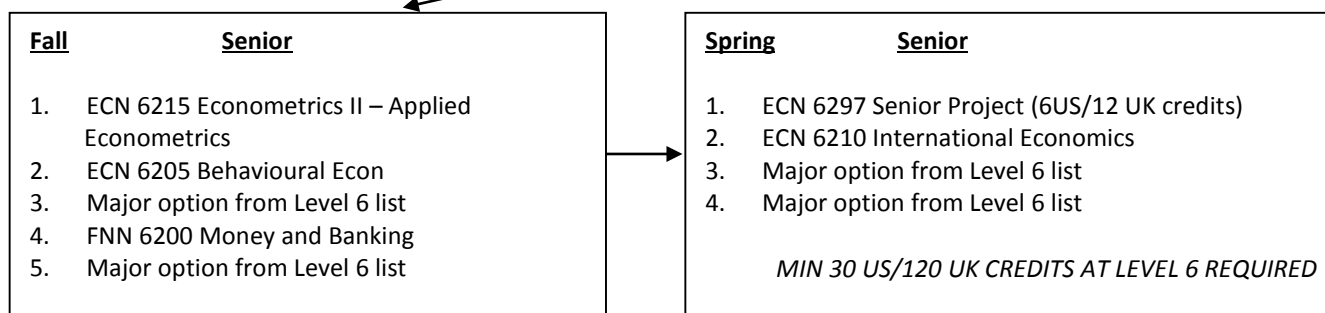 Fall Senior
1. ECN 6215 Econometrics II – Applied
Econometrics
2. ECN 6205 Behavioural Econ
3. Major option from Level 6 list
4. FNN 6200 Money and Banking
5. Major option from Level 6 list
Spring Senior
1. ECN 6297 Senior Project (6US/12 UK credits)
2. ECN 6210 International Economics
3. Major option from Level 6 list
4. Major option from Level 6 list
MIN 30 US/120 UK CREDITS AT LEVEL 6 REQUIRED